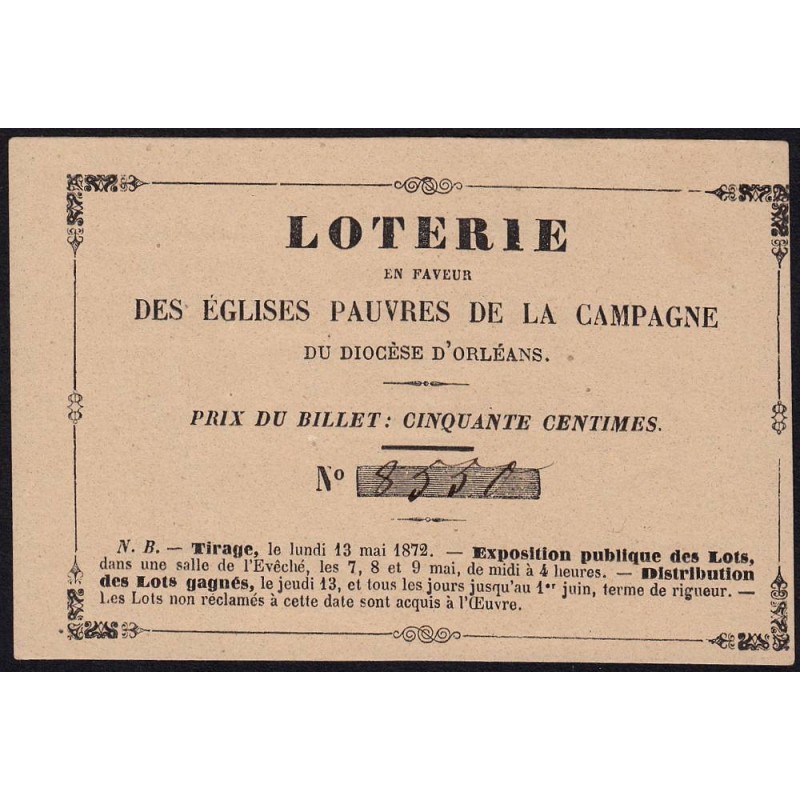 LOTERIE
EN FAVEUR
DES ÉGLISES PAUVRES DE LA CAMPAGNE
DU DIOCÈSE D'ORLÉANS.
PRIX DU BILLET: CINQUANTE CENTIMES.
Nº 8550
N. B. — Tirage, le lundi 13 mai 1872. — Exposition publique des Lots,
dans une salle de l'Evêché, les 7, 8 et 9 mai, de midi à 4 heures. — Distribution
des Lots gagnés, le jeudi 13, et tous les jours jusqu'au 1er juin, terme de rigueur. —
Les Lots non réclamés à cette date sont acquis à l'Œuvre.